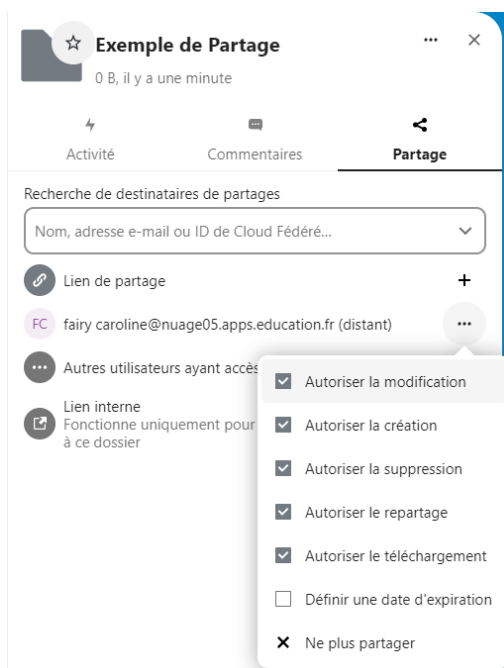 Exemple de Partage
0 B, il y a une minute
Activité
Commentaires
Partage
Recherche de destinataires de partages
Nom, adresse e-mail ou ID de Cloud Fédéré...
Lien de partage
FC fairy caroline@nuage05.apps.education.fr (distant)
Autres utilisateurs ayant accès
Lien interne
Fonctionne uniquement pour
à ce dossier
Autoriser la modification
Autoriser la création
Autoriser la suppression
Autoriser le repartage
Autoriser le téléchargement
Définir une date d'expiration
Ne plus partager